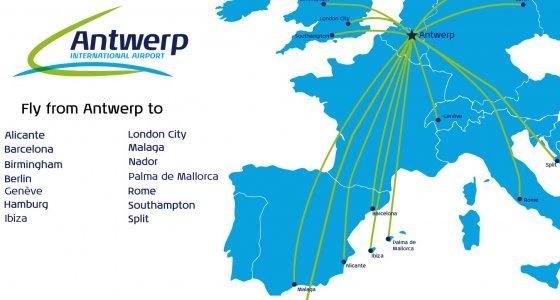 Antwerp
INTERNATIONAL AIRPORT
Fly from Antwerp to
Alicante
Barcelona
Birmingham
Berlin
Genève
Hamburg
Ibiza
London City
Malaga
Nador
Palma de Mallorca
Rome
Southampton
Split
London City
Southampton
Antwerp
Genève
Split
Rome
Barcelona
Palma de
Mallorca
Ibiza
Alicante
Malaga